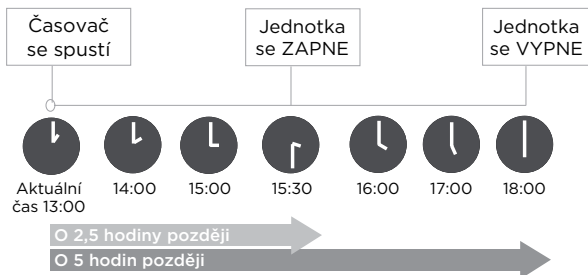 Časovač
se spustí
Jednotka
se ZAPNE
Jednotka
se VYPNE
Aktuální
čas 13:00
14:00
15:00
15:30
16:00
17:00
18:00
O 2,5 hodiny později
O 5 hodin později